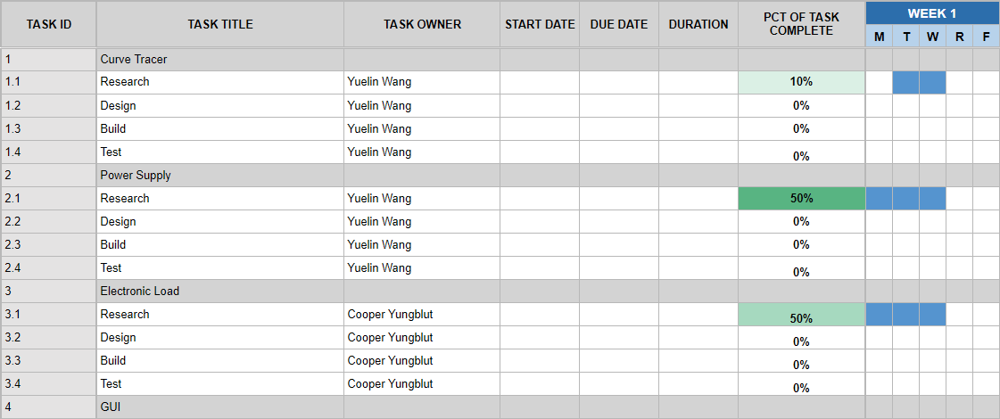 TASK ID TASK TITLE TASK OWNER START DATE DUE DATE DURATION PCT OF TASK COMPLETE WEEK 1
M T W R F
1 Curve Tracer
1.1 Research Yuelin Wang 10%
1.2 Design Yuelin Wang 0%
1.3 Build Yuelin Wang 0%
1.4 Test Yuelin Wang 0%
2 Power Supply
2.1 Research Yuelin Wang 50%
2.2 Design Yuelin Wang 0%
2.3 Build Yuelin Wang 0%
2.4 Test Yuelin Wang 0%
3 Electronic Load
3.1 Research Cooper Yungblut 50%
3.2 Design Cooper Yungblut 0%
3.3 Build Cooper Yungblut 0%
3.4 Test Cooper Yungblut 0%
4 GUI